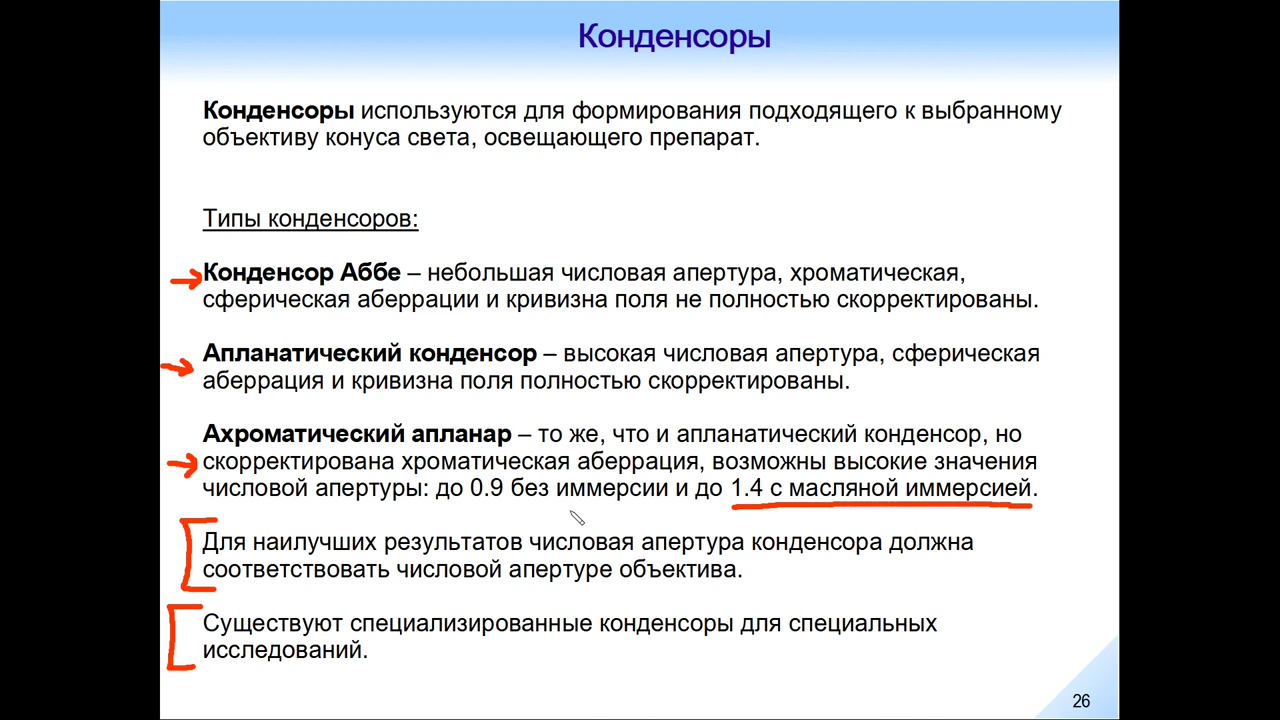 Конденсоры
Конденсоры используются для формирования подходящего к выбранному
объективу конуса света, освещающего препарат.
Типы конденсоров:
Конденсор Аббе – небольшая числовая апертура, хроматическая,
сферическая аберрации и кривизна поля не полностью скорректированы.
Апланатический конденсор – высокая числовая апертура, сферическая
аберрация и кривизна поля полностью скорректированы.
Ахроматический апланар – то же, что и апланатический конденсор, но
скорректирована хроматическая аберрация, возможны высокие значения
числовой апертуры: до 0.9 без иммерсии и до 1.4 с масляной иммерсией.
Для наилучших результатов числовая апертура конденсора должна
соответствовать числовой апертуре объектива.
Существуют специализированные конденсоры для специальных
исследований.
26